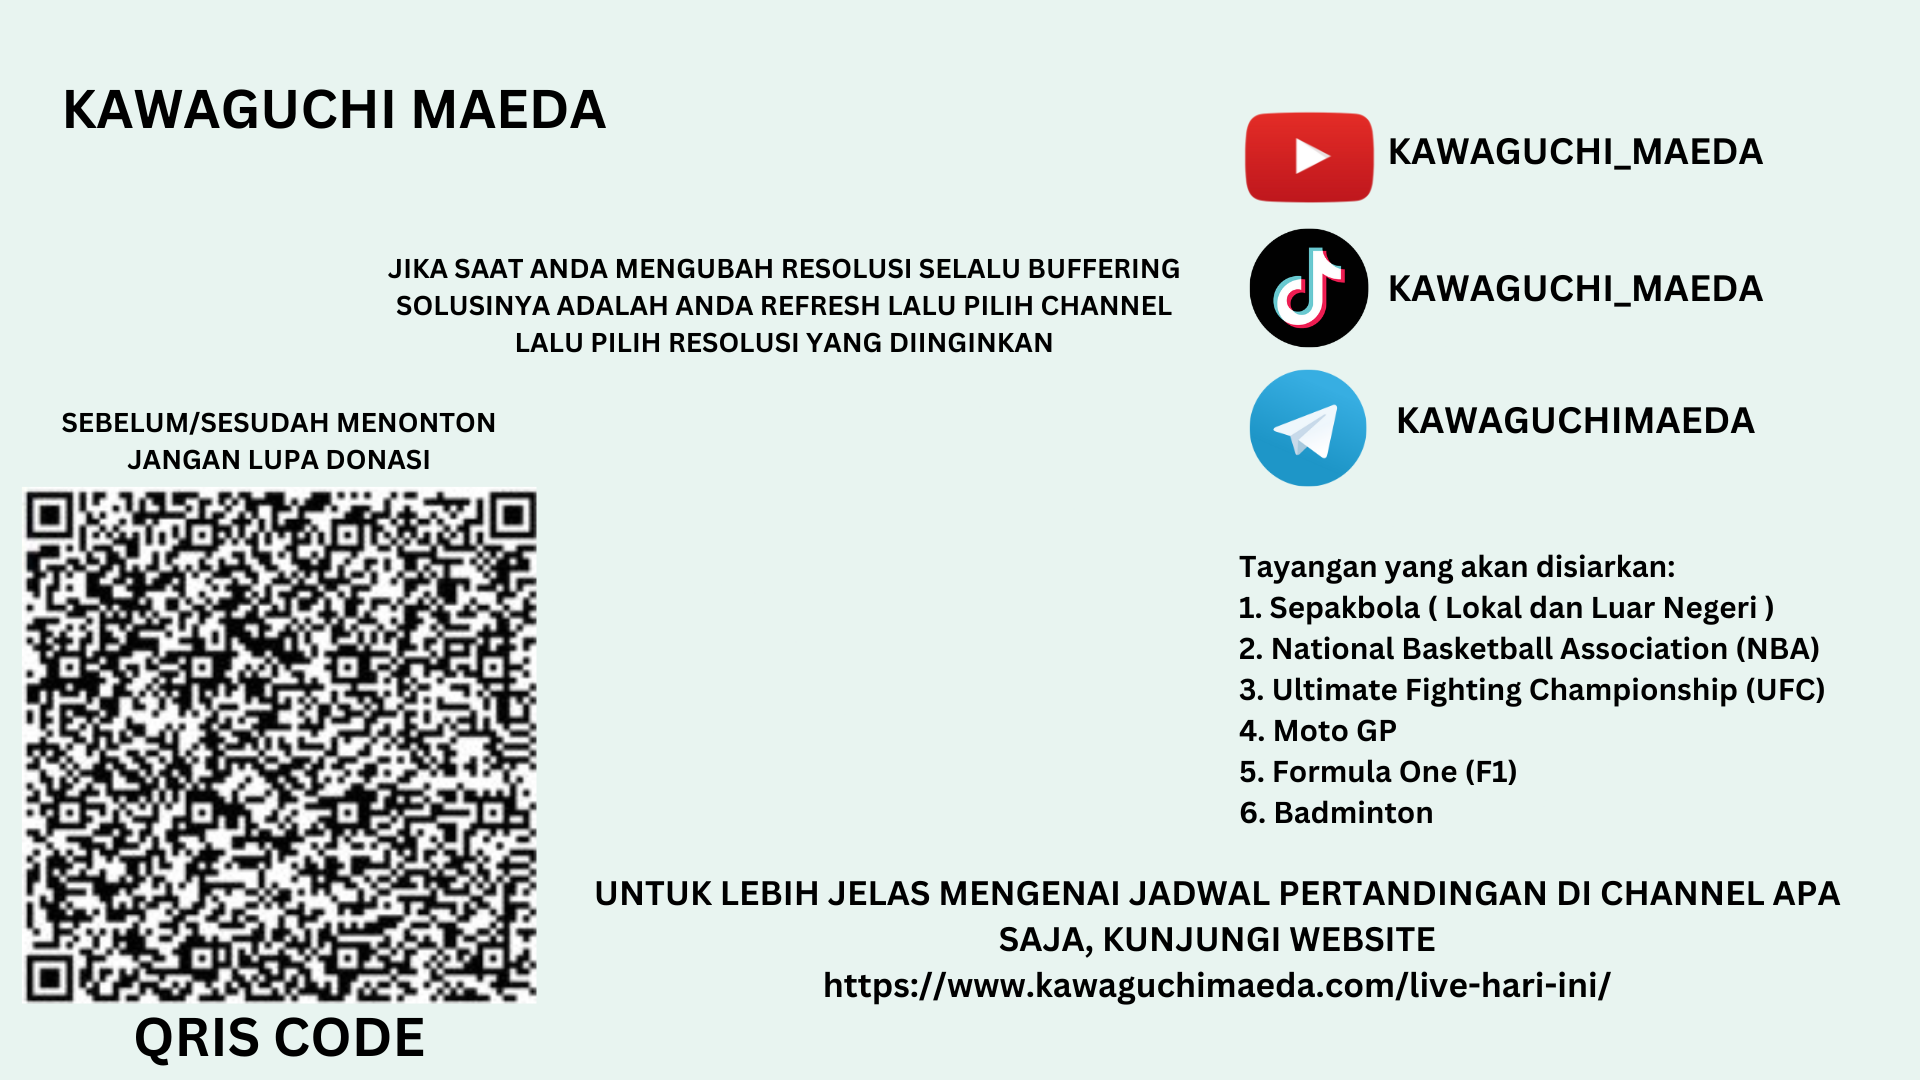 KAWAGUCHI MAEDA
KAWAGUCHI_MAEDA
KAWAGUCHI_MAEDA
KAWAGUCHIMAEDA
JIKA SAAT ANDA MENGUBAH RESOLUSI SELALU BUFFERING
SOLUSINYA ADALAH ANDA REFRESH LALU PILIH CHANNEL
LALU PILIH RESOLUSI YANG DIINGINKAN
SEBELUM/SESUDAH MENONTON
JANGAN LUPA DONASI
QRIS CODE
Tayangan yang akan disiarkan:
1. Sepakbola ( Lokal dan Luar Negeri )
2. National Basketball Association (NBA)
3. Ultimate Fighting Championship (UFC)
4. Moto GP
5. Formula One (F1)
6. Badminton
UNTUK LEBIH JELAS MENGENAI JADWAL PERTANDINGAN DI CHANNEL APA
SAJA, KUNJUNGI WEBSITE
https://www.kawaguchimaeda.com/live-hari-ini/